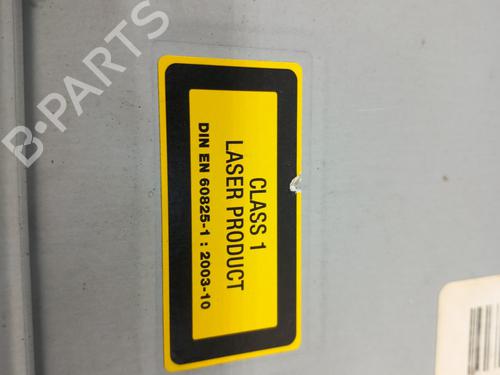 B-PARTS
CLASS 1
LASER PRODUCT
DIN EN 60825-1 : 2003-10